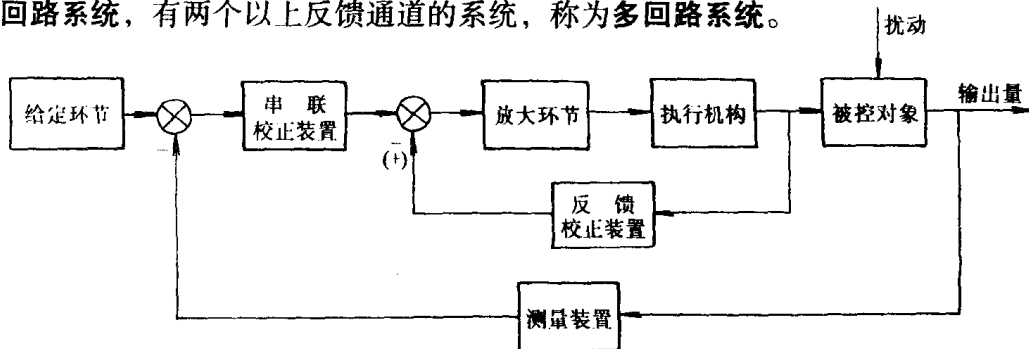 回路系统，有两个以上反馈通道的系统，称为多回路系统。
扰动
给定环节
串 联
校正装置
放大环节
执行机构
被控对象
输出量
−
−
(+)
反 馈
校正装置
测量装置